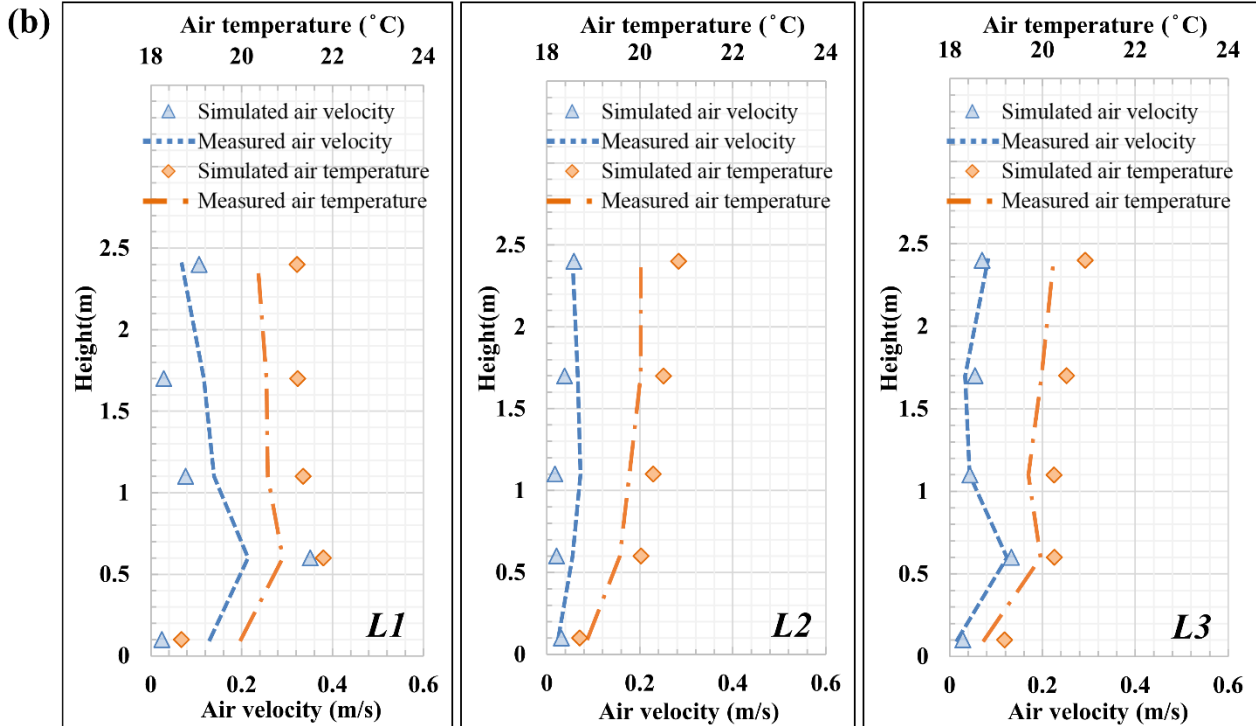 (b)
Air temperature (˚C)
18 20 22 24
Simulated air velocity
Measured air velocity
Simulated air temperature
Measured air temperature
2.5
2
1.5
1
0.5
0
Height(m)
L1
0 0.2 0.4 0.6
Air velocity (m/s)
Air temperature (˚C)
18 20 22 24
Simulated air velocity
Measured air velocity
Simulated air temperature
Measured air temperature
2.5
2
1.5
1
0.5
0
Height(m)
L2
0 0.2 0.4 0.6
Air velocity (m/s)
Air temperature (˚C)
18 20 22 24
Simulated air velocity
Measured air velocity
Simulated air temperature
Measured air temperature
2.5
2
1.5
1
0.5
0
Height(m)
L3
0 0.2 0.4 0.6
Air velocity (m/s)